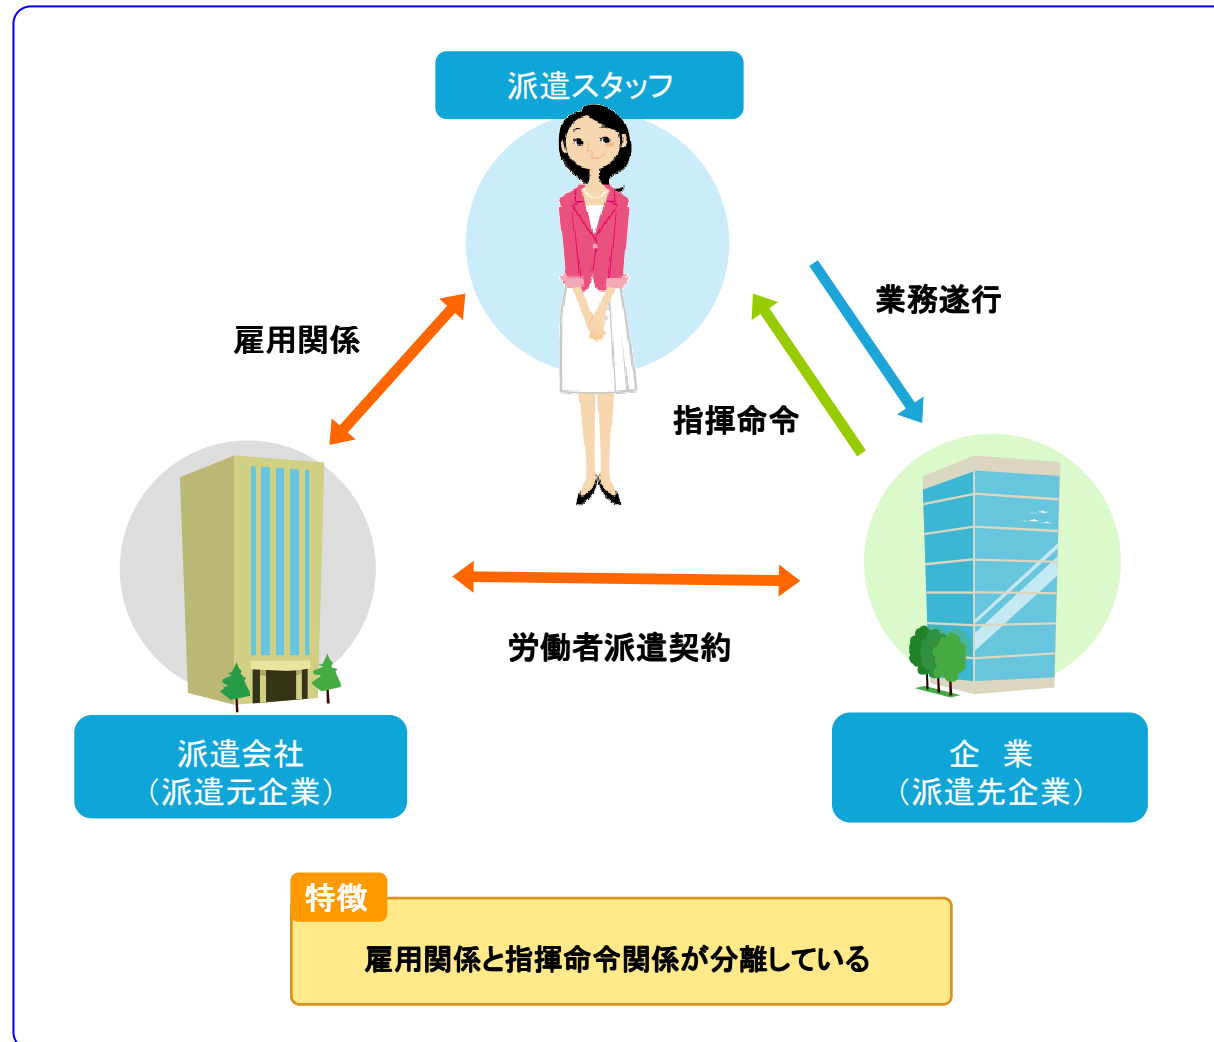 派遣スタッフ
業務遂行
雇用関係
指揮命令
労働者派遣契約
派遣会社
（派遣元企業）
企　業
（派遣先企業）
特徴
雇用関係と指揮命令関係が分離している